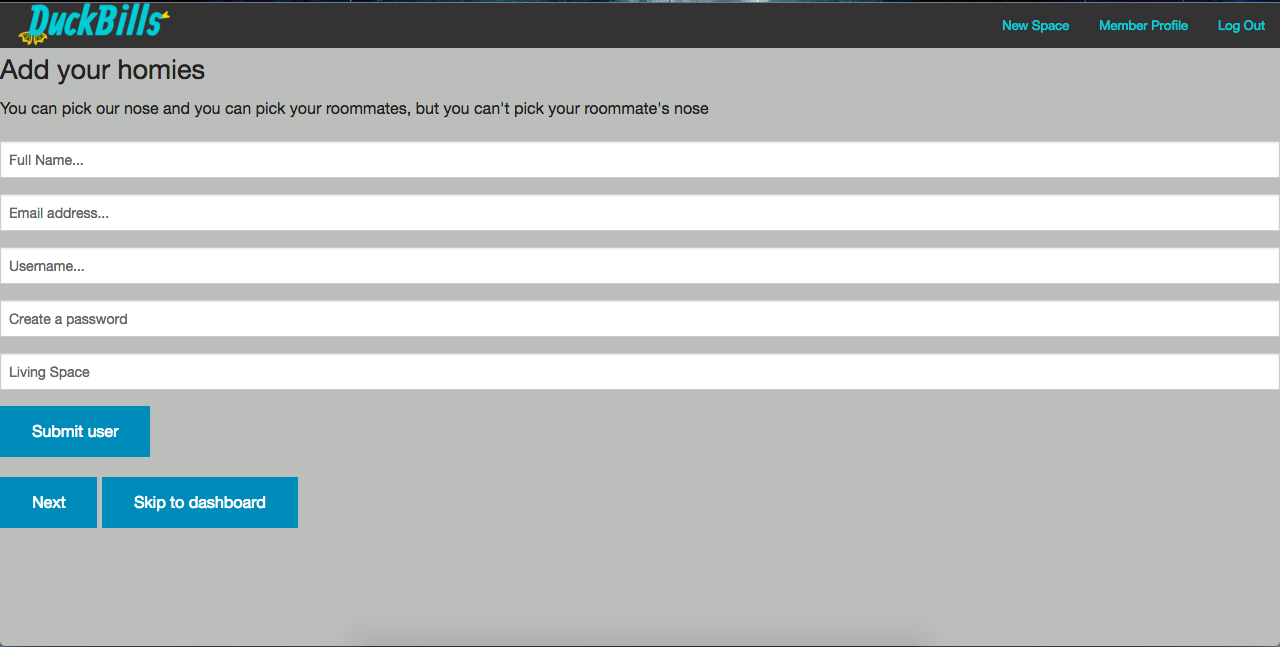 DuckBills
New Space Member Profile Log Out
Add your homies
You can pick our nose and you can pick your roommates, but you can't pick your roommate's nose
Full Name...
Email address...
Username...
Create a password
Living Space
Submit user
Next Skip to dashboard